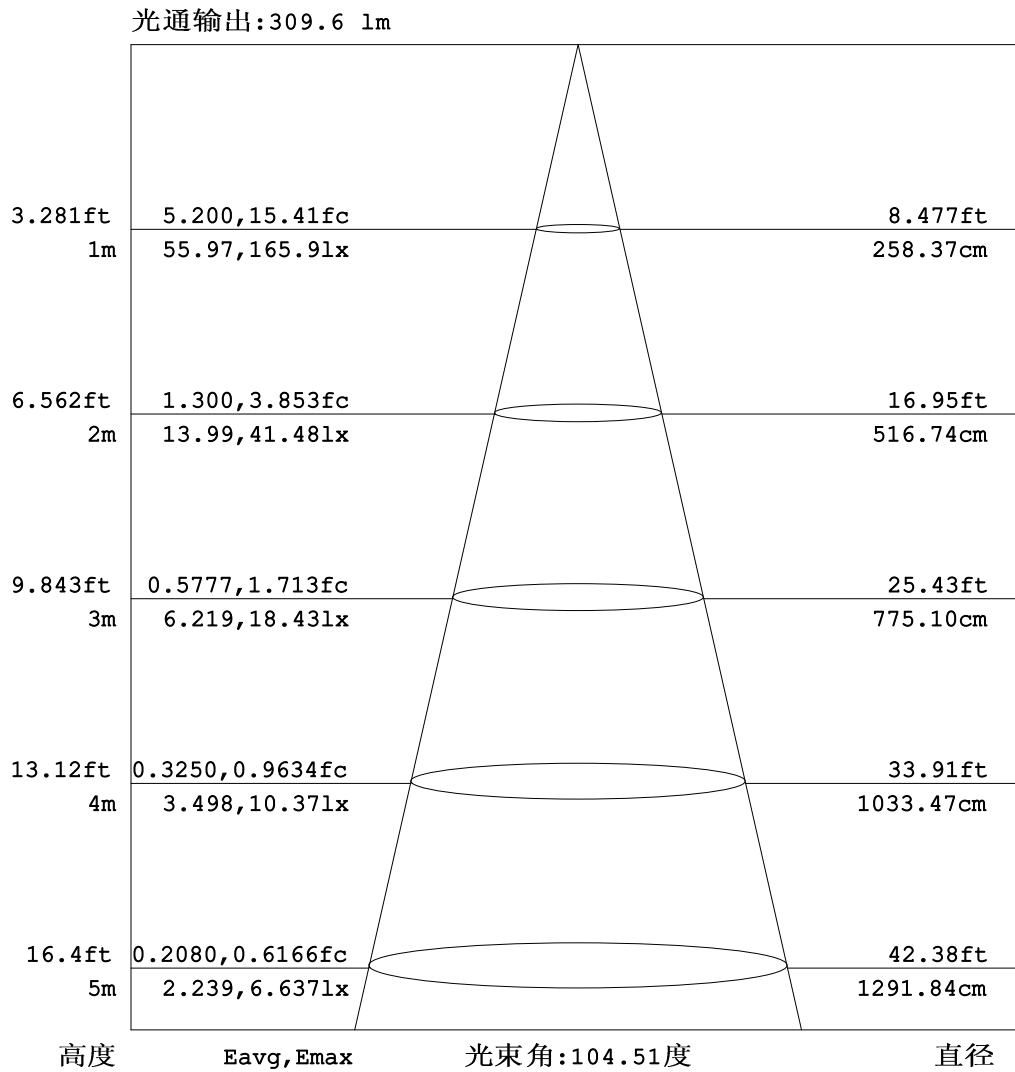 光通输出:309.6 lm
3.281ft 5.200,15.41fc 8.477ft
1m 55.97,165.9lx 258.37cm
6.562ft 1.300,3.853fc 16.95ft
2m 13.99,41.48lx 516.74cm
9.843ft 0.5777,1.713fc 25.43ft
3m 6.219,18.43lx 775.10cm
13.12ft 0.3250,0.9634fc 33.91ft
4m 3.498,10.37lx 1033.47cm
16.4ft 0.2080,0.6166fc 42.38ft
5m 2.239,6.637lx 1291.84cm
高度 Eavg,Emax 光束角:104.51度 直径